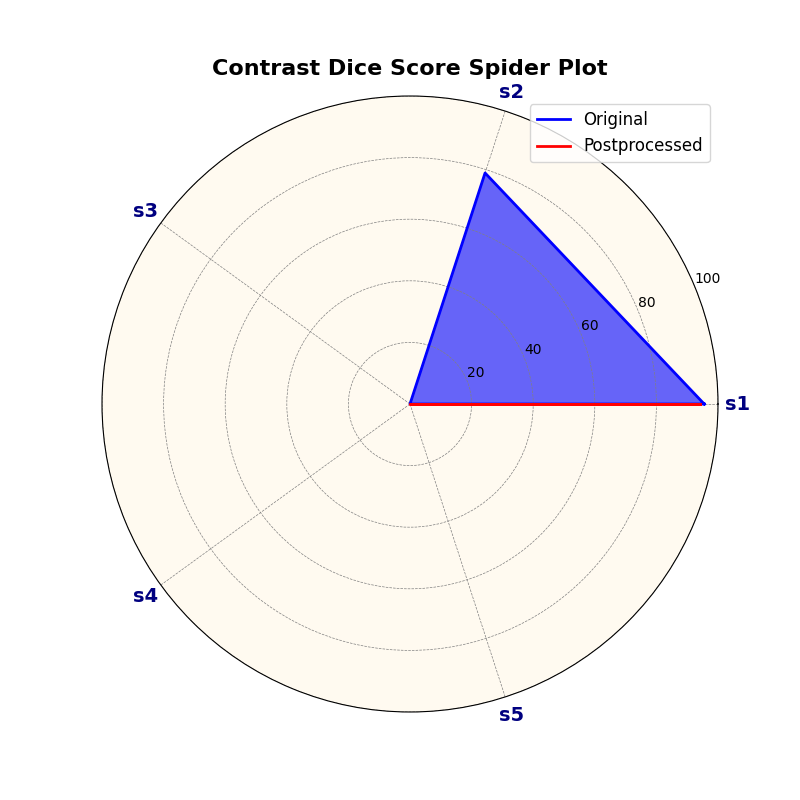 Contrast Dice Score Spider Plot
s2
Original
Postprocessed
s3
100
80
60
40
20
s1
s4
s5